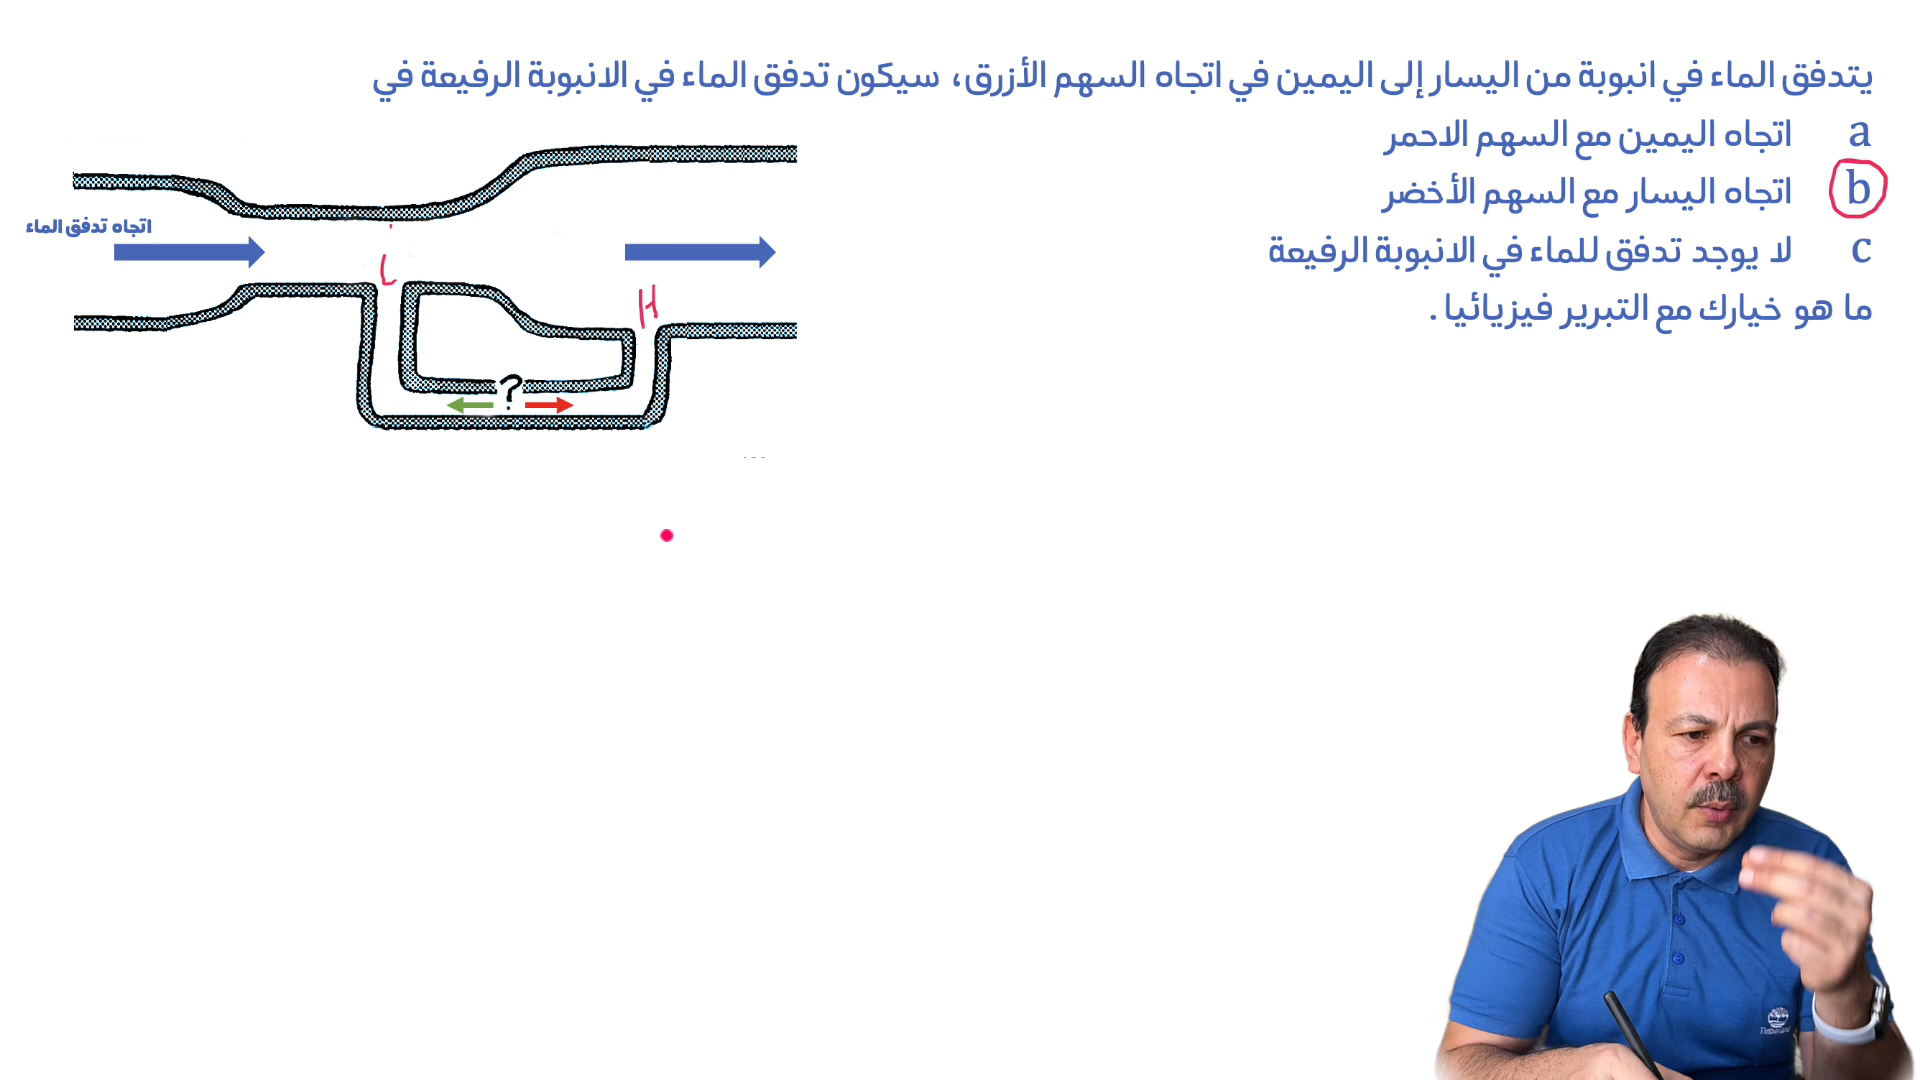 يتدفق الماء في انبوبة من اليسار إلى اليمين في اتجاه السهم الأزرق، سيكون تدفق الماء في الانبوبة الرفيعة في
a اتجاه اليمين مع السهم الاحمر
b اتجاه اليسار مع السهم الأخضر
c لا يوجد تدفق للماء في الانبوبة الرفيعة
ما هو خيارك مع التبرير فيزيائيا .
اتجاه تدفق الماء
L
H
?
Timberland